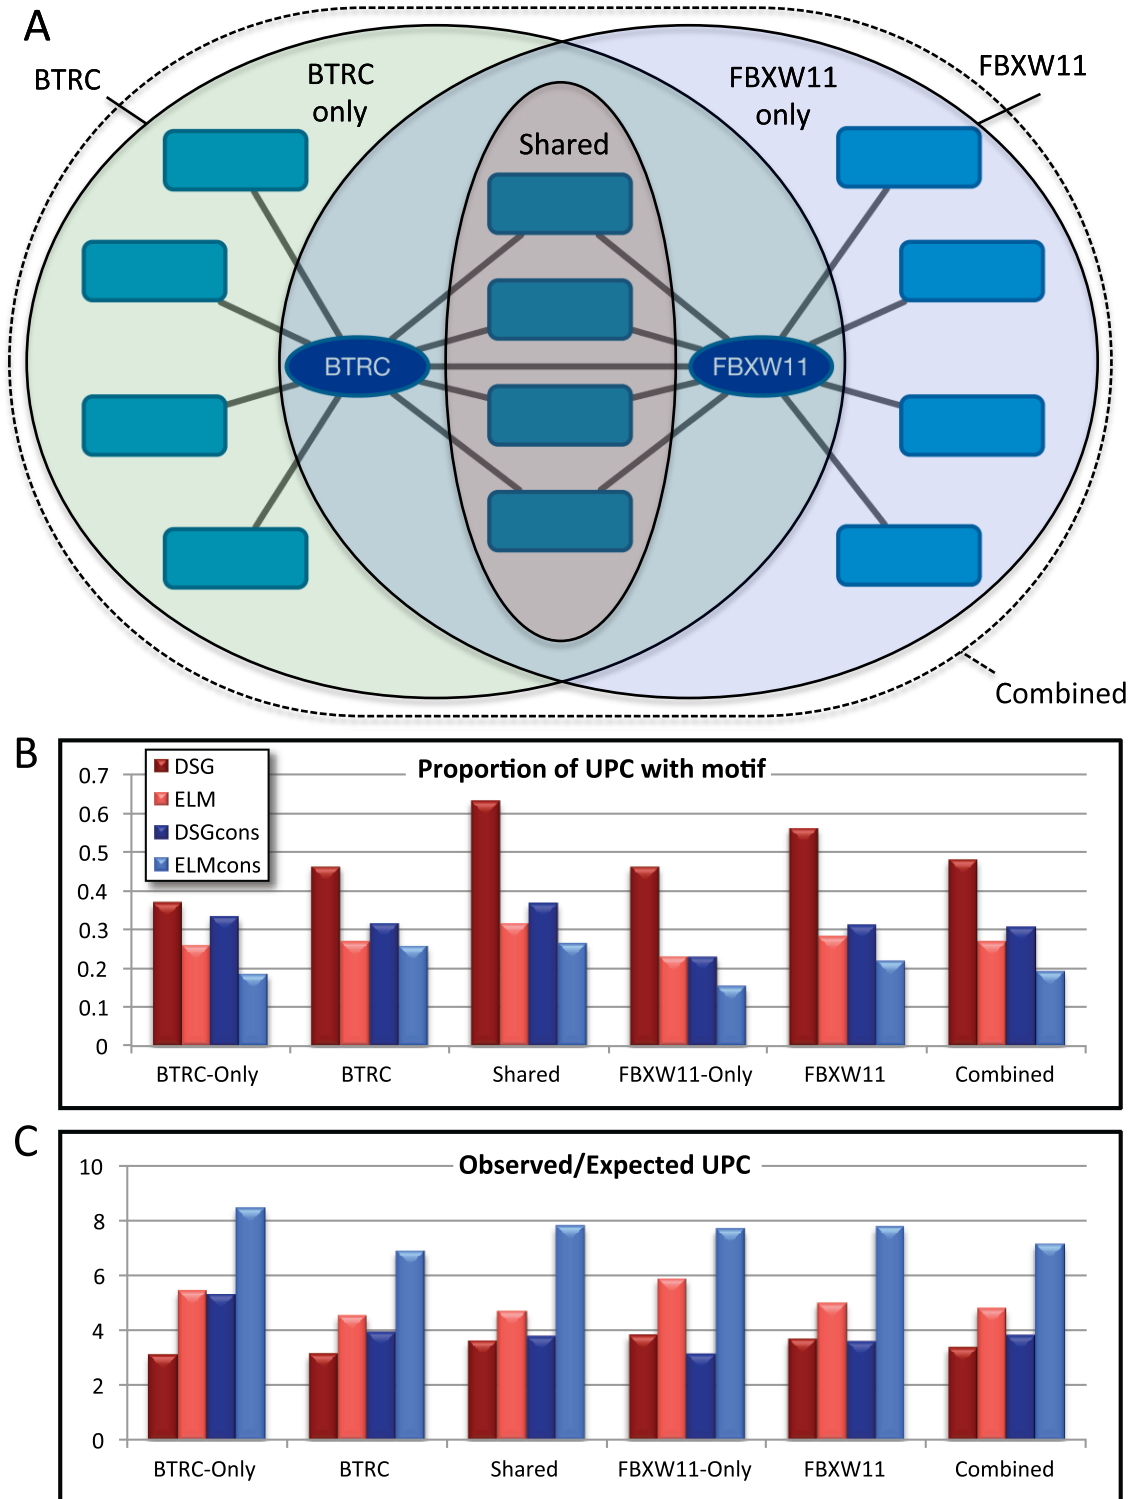 A
BTRC
BTRC
only
FBXW11
only
FBXW11
Shared
BTRC
FBXW11
Combined
B
Proportion of UPC with motif
DSG
ELM
DSGcons
ELMcons
0.7
0.6
0.5
0.4
0.3
0.2
0.1
0
BTRC-Only BTRC Shared FBXW11-Only FBXW11 Combined
C
Observed/Expected UPC
10
8
6
4
2
0
BTRC-Only BTRC Shared FBXW11-Only FBXW11 Combined